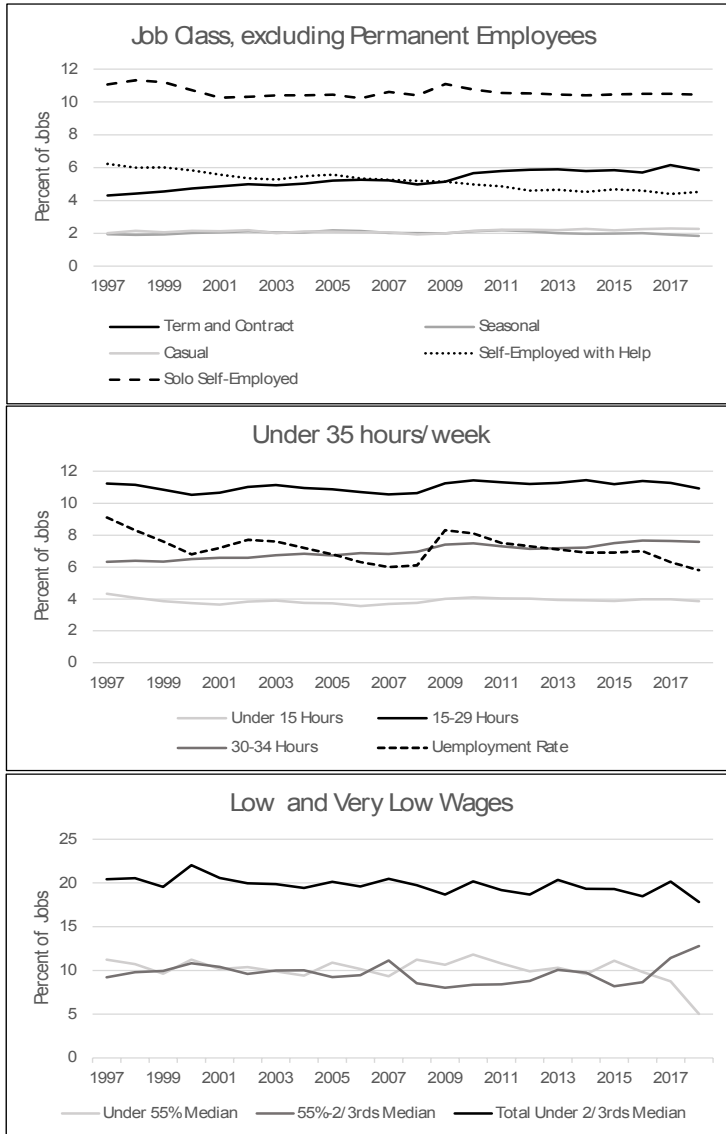 Job Class, excluding Permanent Employees
Percent of Jobs
12
10
8
6
4
2
0
1997 1999 2001 2003 2005 2007 2009 2011 2013 2015 2017
Term and Contract Seasonal
Casual Self-Employed with Help
Solo Self-Employed
Under 35 hours/week
Percent of Jobs
12
10
8
6
4
2
0
1997 1999 2001 2003 2005 2007 2009 2011 2013 2015 2017
Under 15 Hours 15-29 Hours
30-34 Hours Uemployment Rate
Low and Very Low Wages
Percent of Jobs
25
20
15
10
5
0
1997 1999 2001 2003 2005 2007 2009 2011 2013 2015 2017
Under 55% Median 55%-2/3rds Median Total Under 2/3rds Median